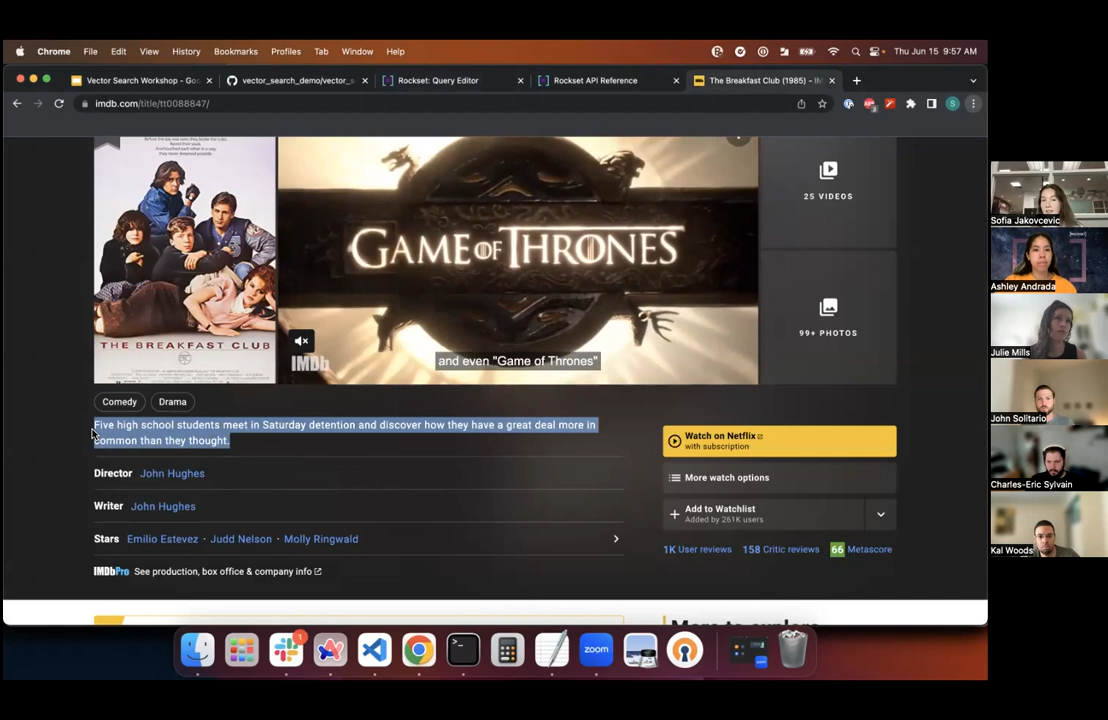 Chrome File Edit View History Bookmarks Profiles Tab Window Help Thu Jun 15 9:57 AM
Vector Search Workshop - Goo vector_search_demo/vector_s Rockset: Query Editor Rockset API Reference The Breakfast Club (1985) - IM
imdb.com/title/tt0088847/
S
THE BREAKFAST CLUB
GAME OF THRONES
IMDb
and even "Game of Thrones"
25 VIDEOS
99+ PHOTOS
Comedy Drama
Five high school students meet in Saturday detention and discover how they have a great deal more in
common than they thought.
Director John Hughes
Writer John Hughes
Stars Emilio Estevez · Judd Nelson · Molly Ringwald
IMDbPro See production, box office & company info
Watch on Netflix
with subscription
More watch options
Add to Watchlist
Added by 261K users
1K User reviews 158 Critic reviews 66 Metascore
1
zoom
Sofia Jakovcevic
Ashley Andrada
Julie Mills
John Solitario
Charles-Eric Sylvain
Kal Woods